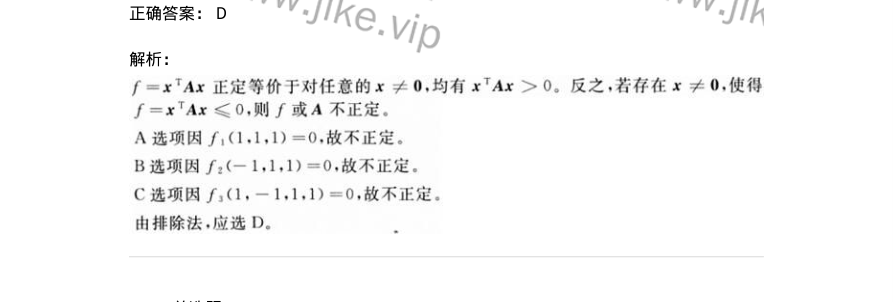 正确答案： D
www.jlke.vip
解析：
f=xᵀAx 正定等价于对任意的 x ≠ 0,均有 xᵀAx > 0。反之,若存在 x ≠ 0,使得
f=xᵀAx ⩽ 0,则 f 或 A 不正定。
A 选项因 f₁(1,1,1)=0,故不正定。
B 选项因 f₂(-1,1,1)=0,故不正定。
C 选项因 f₃(1,-1,1,1)=0,故不正定。
由排除法,应选 D。